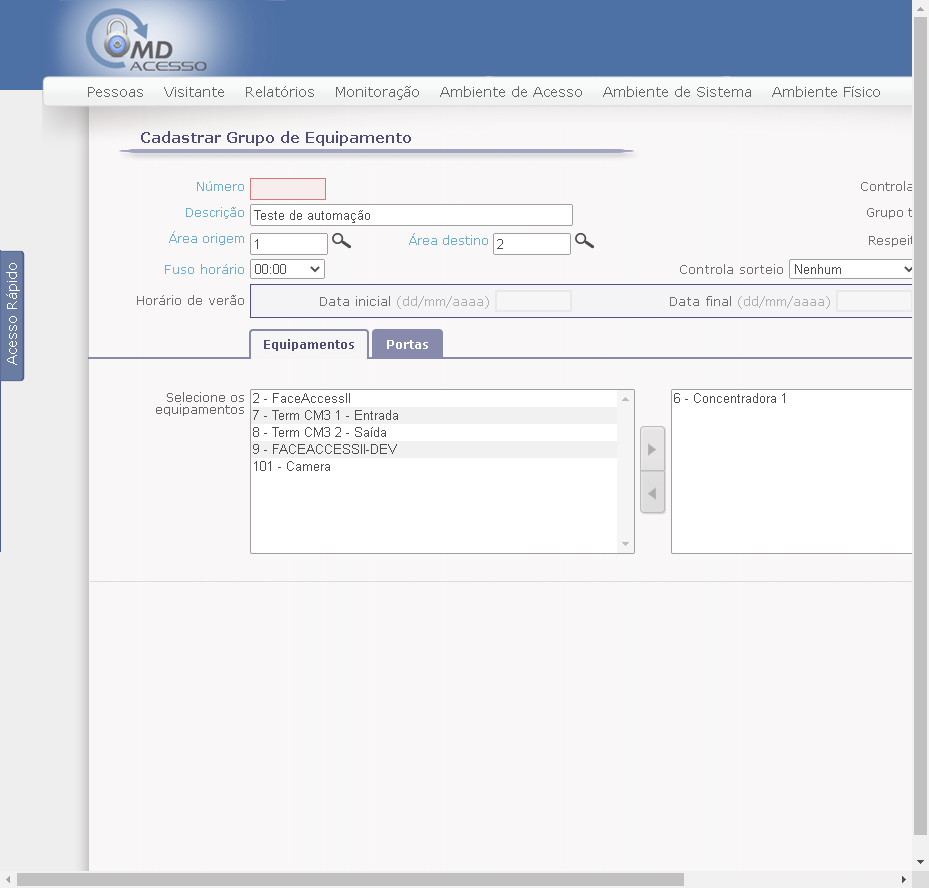 MD
ACESSO
Pessoas Visitante Relatórios Monitoração Ambiente de Acesso Ambiente de Sistema Ambiente Físico
Cadastrar Grupo de Equipamento
Número Controla
Descrição Teste de automação Grupo t
Área origem 1 Área destino 2 Respeit
Fuso horário 00:00 Controla sorteio Nenhum
Horário de verão Data inicial (dd/mm/aaaa) Data final (dd/mm/aaaa)
Acesso Rápido
Equipamentos Portas
Selecione os
equipamentos
2 - FaceAccessII
7 - Term CM3 1 - Entrada
8 - Term CM3 2 - Saída
9 - FACEACCESSII-DEV
101 - Camera
6 - Concentradora 1